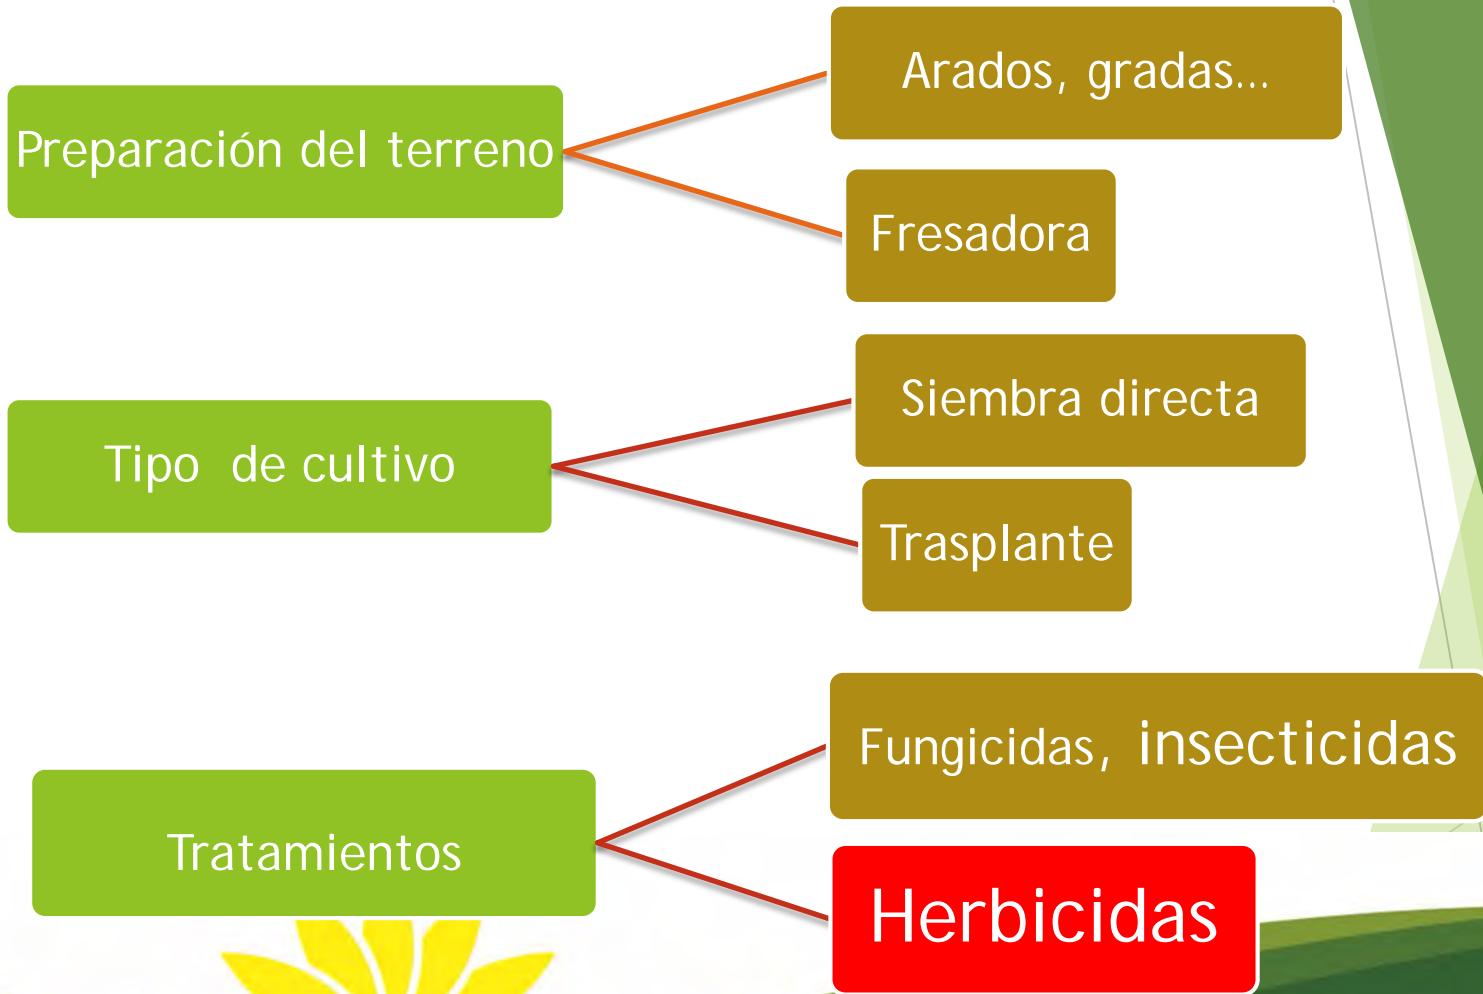 Preparación del terreno
Arados, gradas...
Fresadora
Tipo de cultivo
Siembra directa
Trasplante
Tratamientos
Fungicidas, insecticidas
Herbicidas